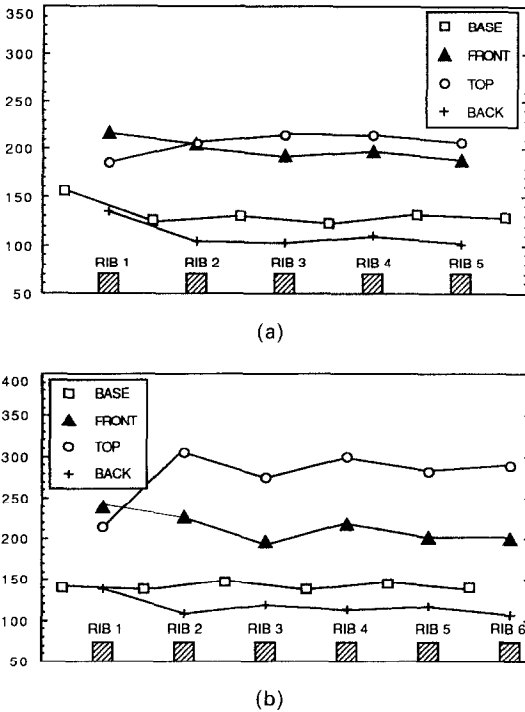 350
300
250
200
150
100
50
BASE
FRONT
TOP
BACK
RIB 1
RIB 2
RIB 3
RIB 4
RIB 5
(a)
400
350
300
250
200
150
100
50
BASE
FRONT
TOP
BACK
RIB 1
RIB 2
RIB 3
RIB 4
RIB 5
RIB 6
(b)